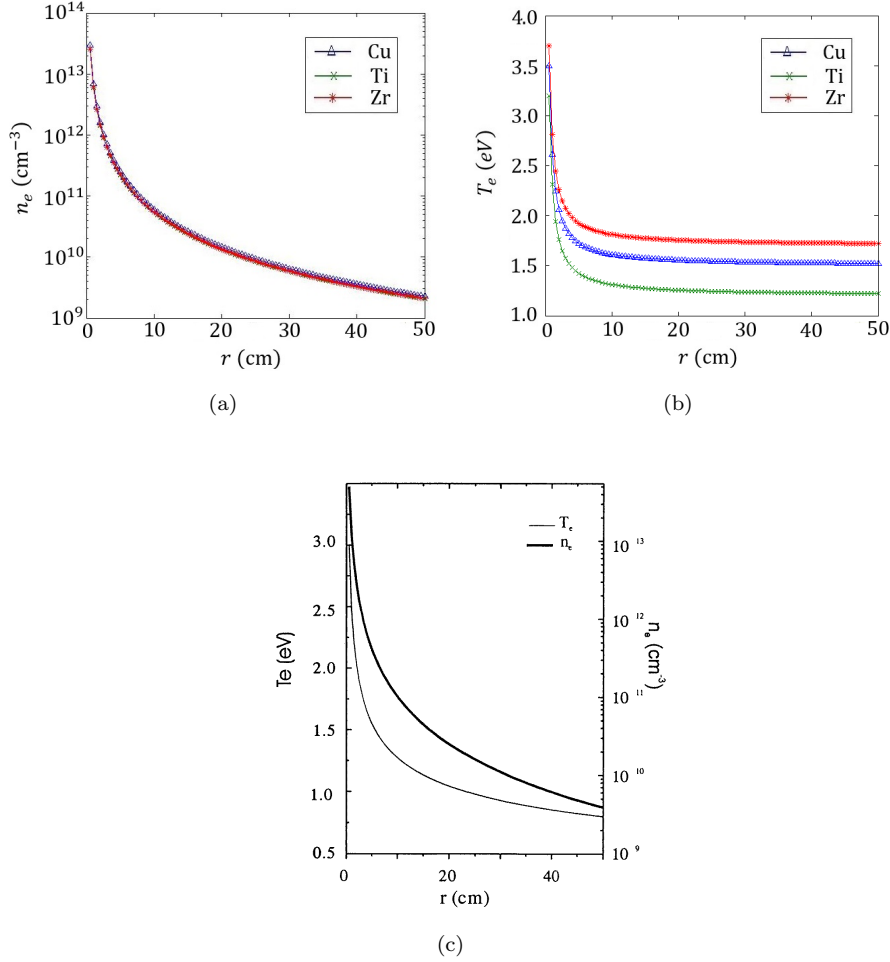 10^14
10^13
10^12
10^11
10^10
10^9
n_e (cm^−3)
Cu
Ti
Zr
0 10 20 30 40 50
r (cm)
(a)
4.0
3.5
3.0
2.5
2.0
1.5
1.0
T_e (eV)
Cu
Ti
Zr
0 10 20 30 40 50
r (cm)
(b)
3.0
2.5
2.0
1.5
1.0
0.5
Te (eV)
T_e
n_e
10^13
10^12
10^11
10^10
10^9
n_e (cm^-3)
0 20 40
r (cm)
(c)